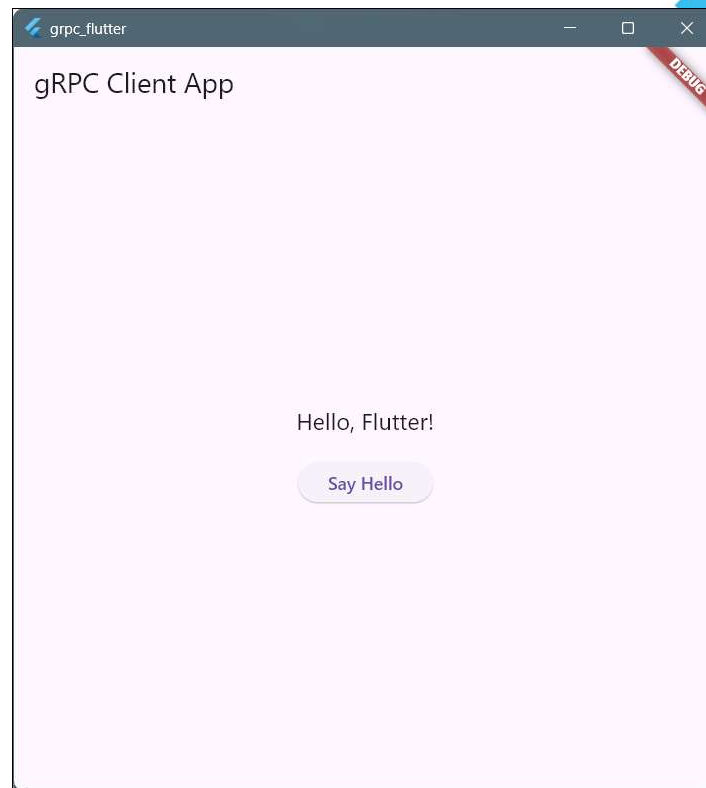 grpc_flutter
DEBUG
gRPC Client App
Hello, Flutter!
Say Hello